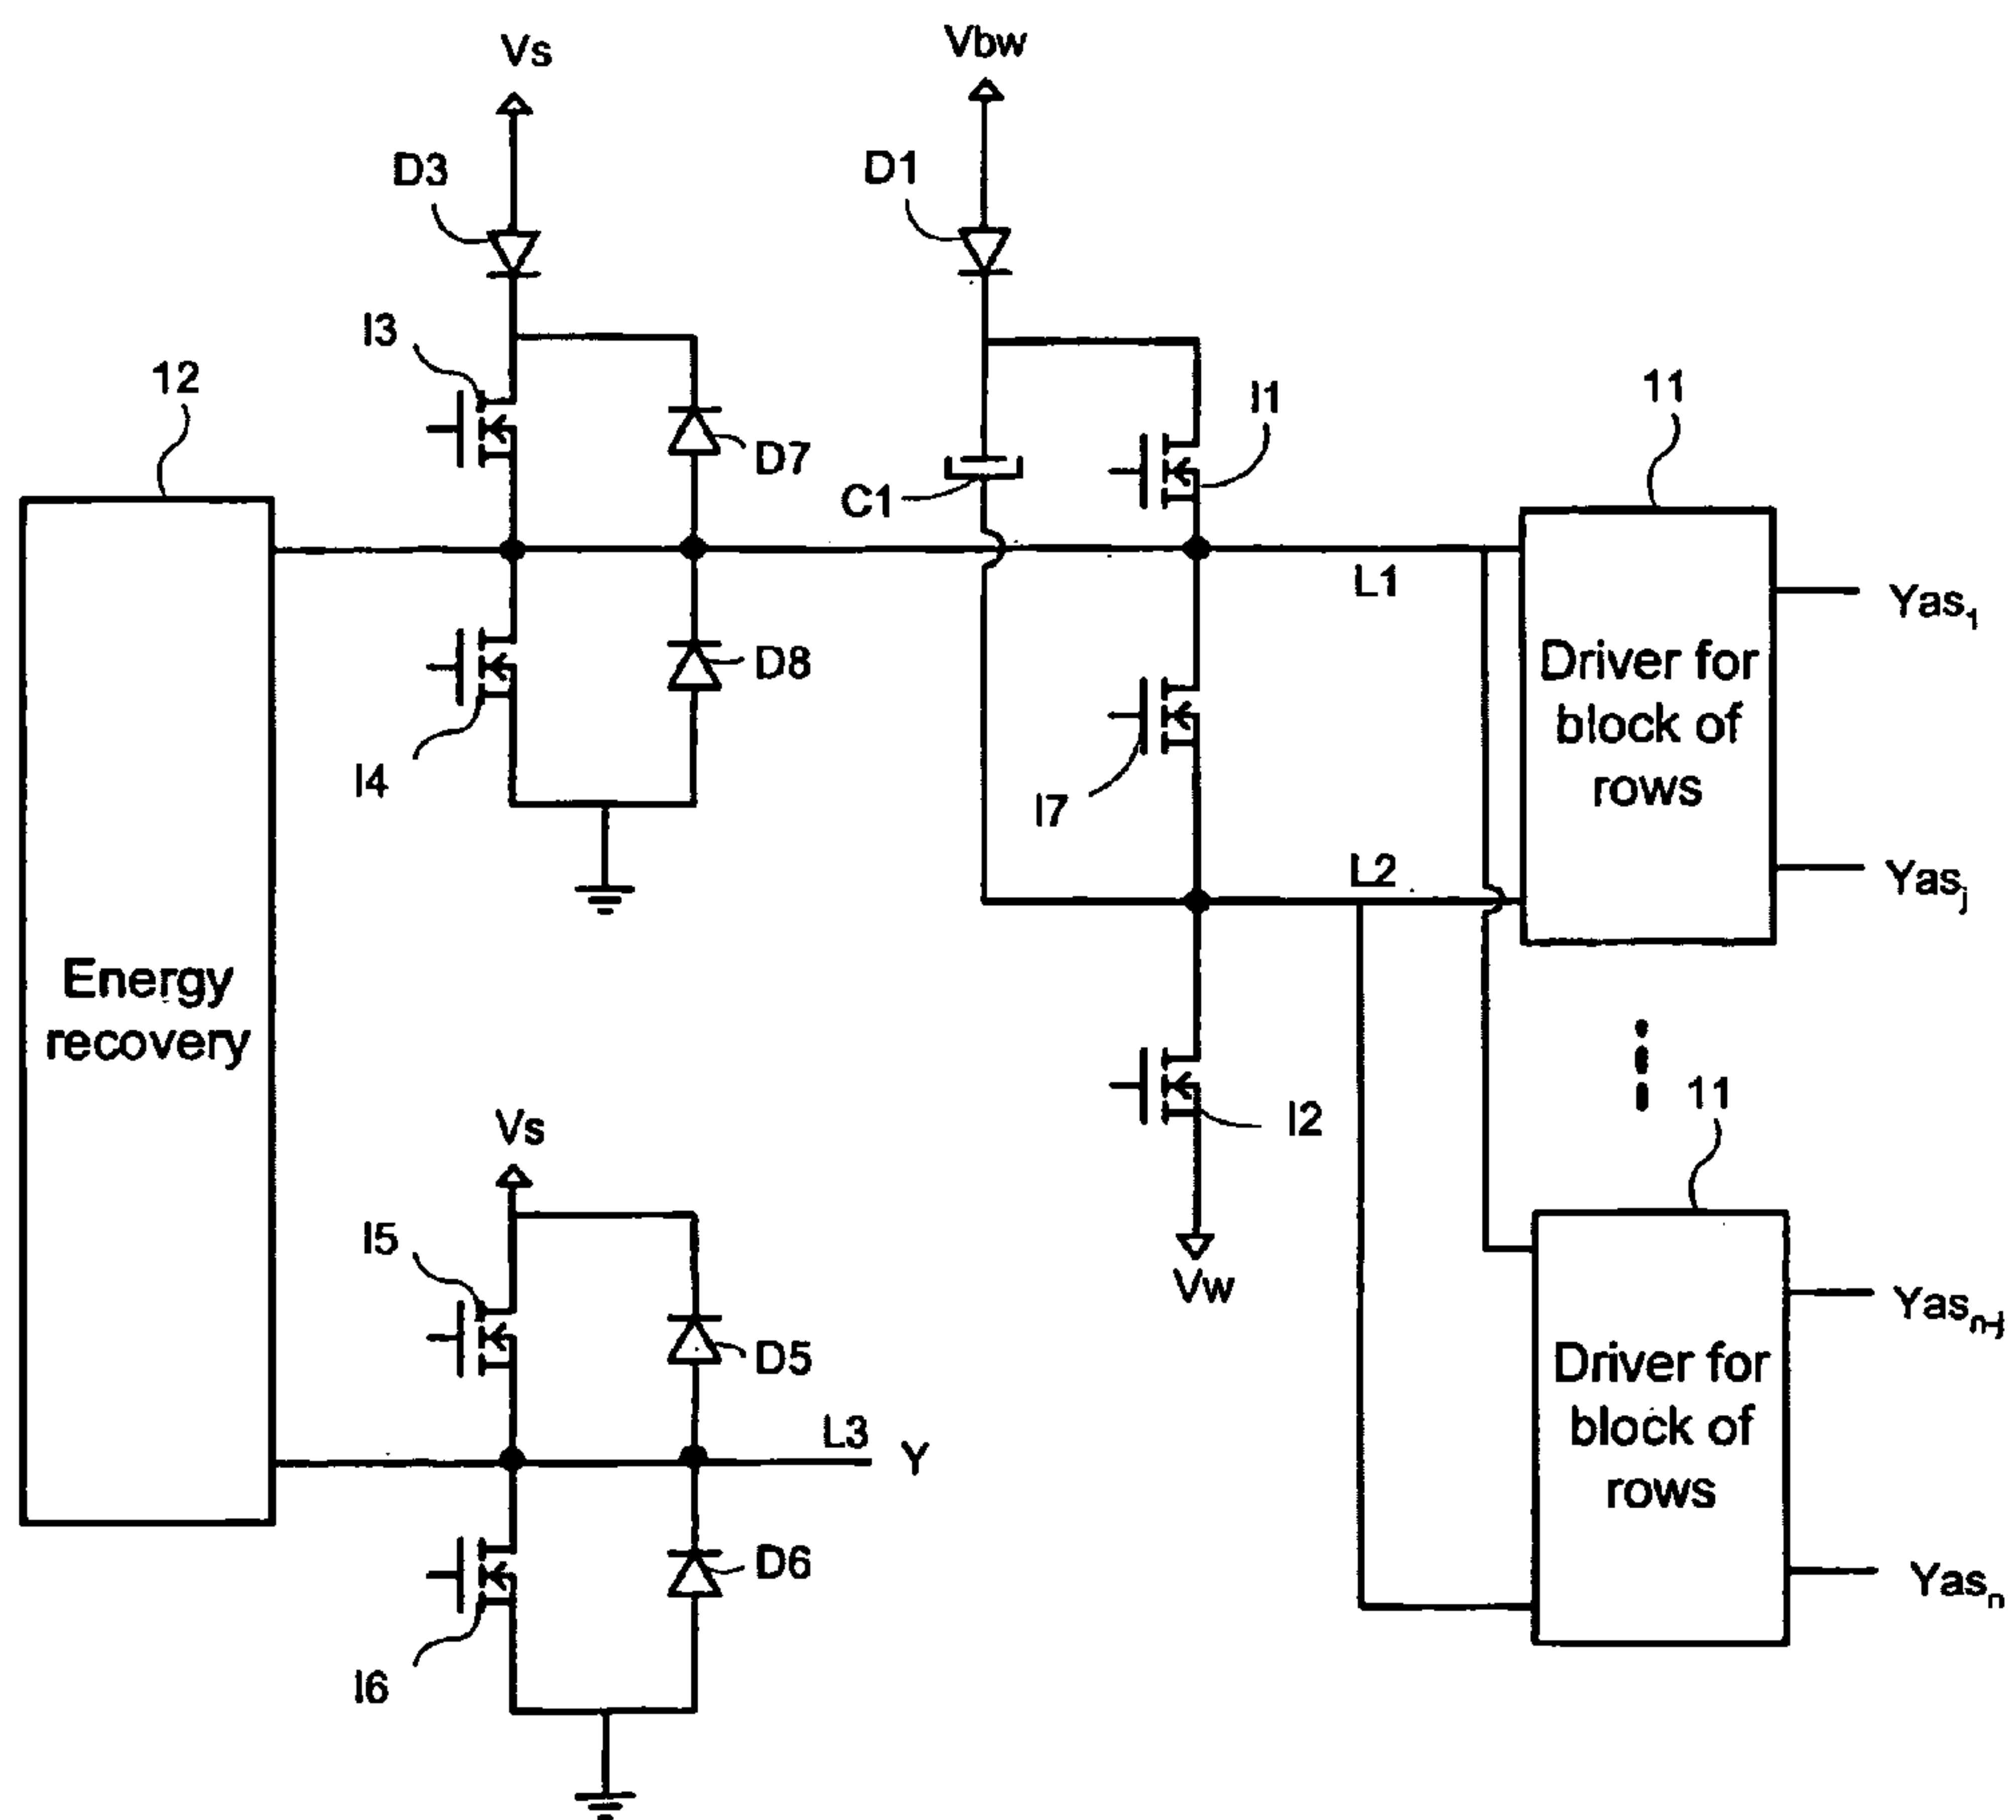 Vs
Vbw
D3
D1
I3
12
I1
11
D7
C1
L1
Yas1
D8
Driver for
block of
rows
I4
I7
L2
Yasj
Energy
recovery
Vs
11
I2
I5
Vw
Yasn-j
D5
Driver for
block of
rows
L3
Y
D6
Yasn
I6